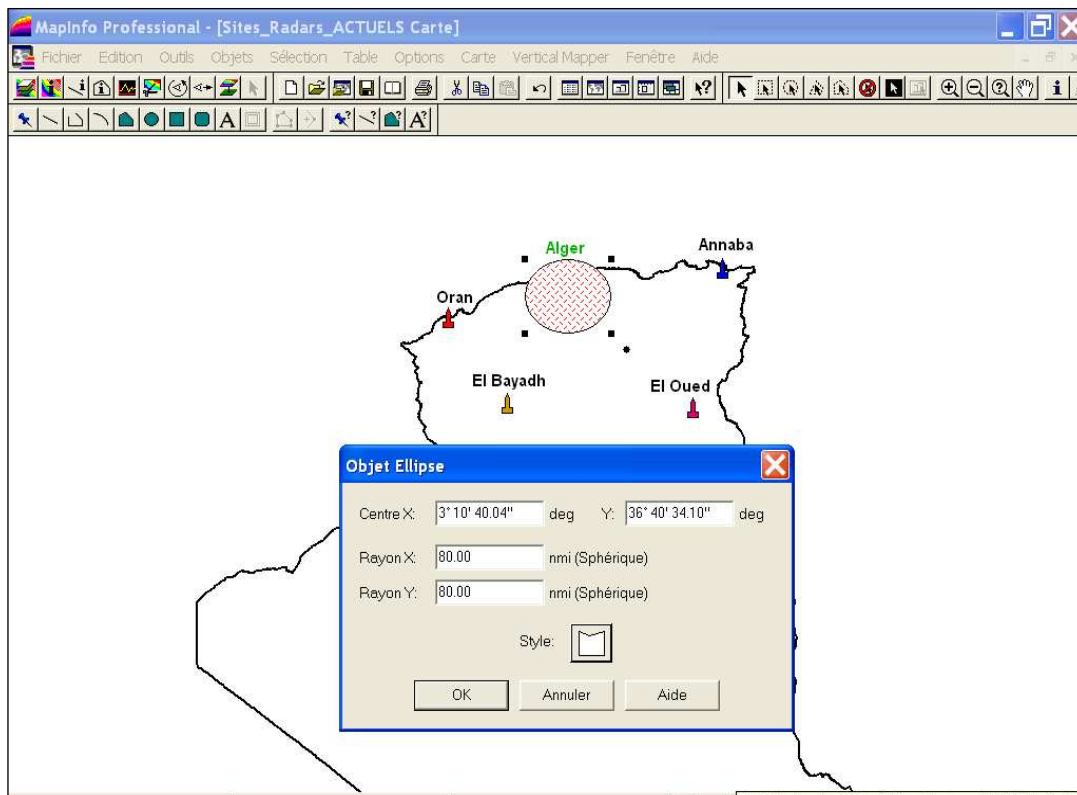 MapInfo Professional - [Sites_Radars_ACTUELS Carte]
Fichier Edition Outils Objets Sélection Table Options Carte Vertical Mapper Fenêtre Aide
Alger
Annaba
Oran
El Bayadh
El Oued
Objet Ellipse
Centre X: 3° 10' 40.04" deg Y: 36° 40' 34.10" deg
Rayon X: 80.00 nmi (Sphérique)
Rayon Y: 80.00 nmi (Sphérique)
Style:
OK Annuler Aide